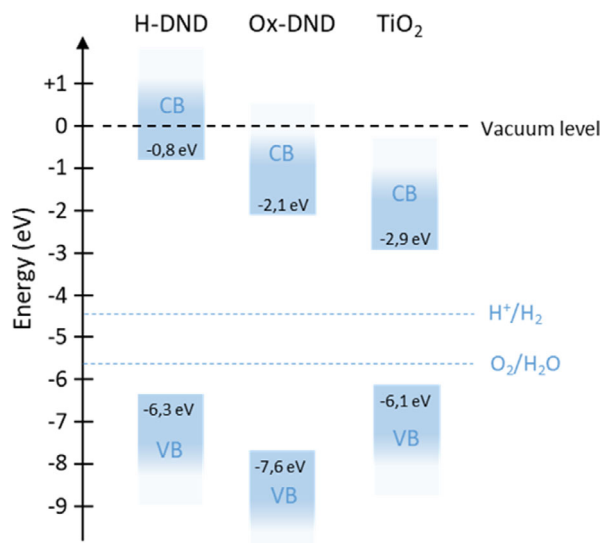 H-DND Ox-DND TiO₂
+1
0
-1
-2
-3
-4
-5
-6
-7
-8
-9
Energy (eV)
CB
-0,8 eV
CB
-2,1 eV
CB
-2,9 eV
Vacuum level
H⁺/H₂
O₂/H₂O
-6,3 eV
VB
-7,6 eV
VB
-6,1 eV
VB